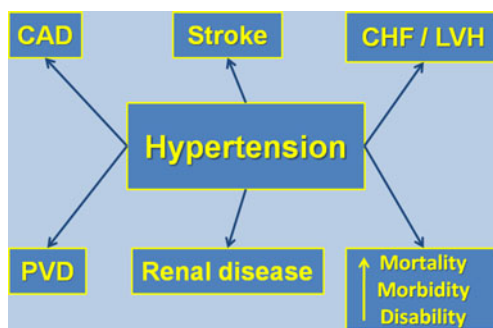 CAD
Stroke
CHF / LVH
Hypertension
PVD
Renal disease
Mortality
Morbidity
Disability